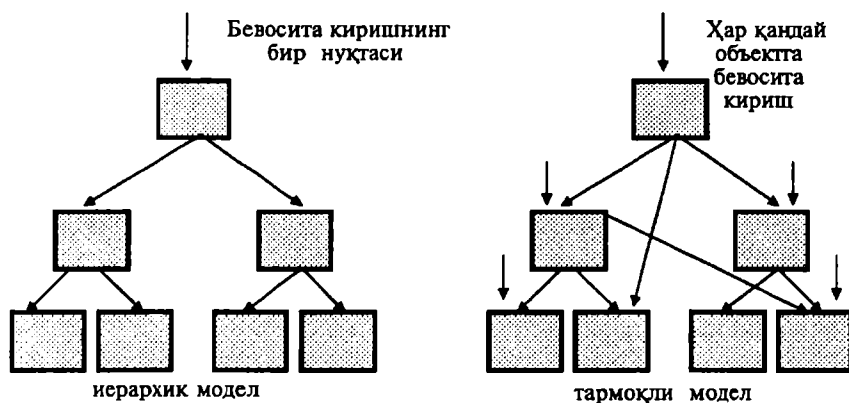 Бевосита киришнинг
бир нуқтаси
Ҳар қандай
объектга
бевосита
кириш
иерархик модел
тармоқли модел